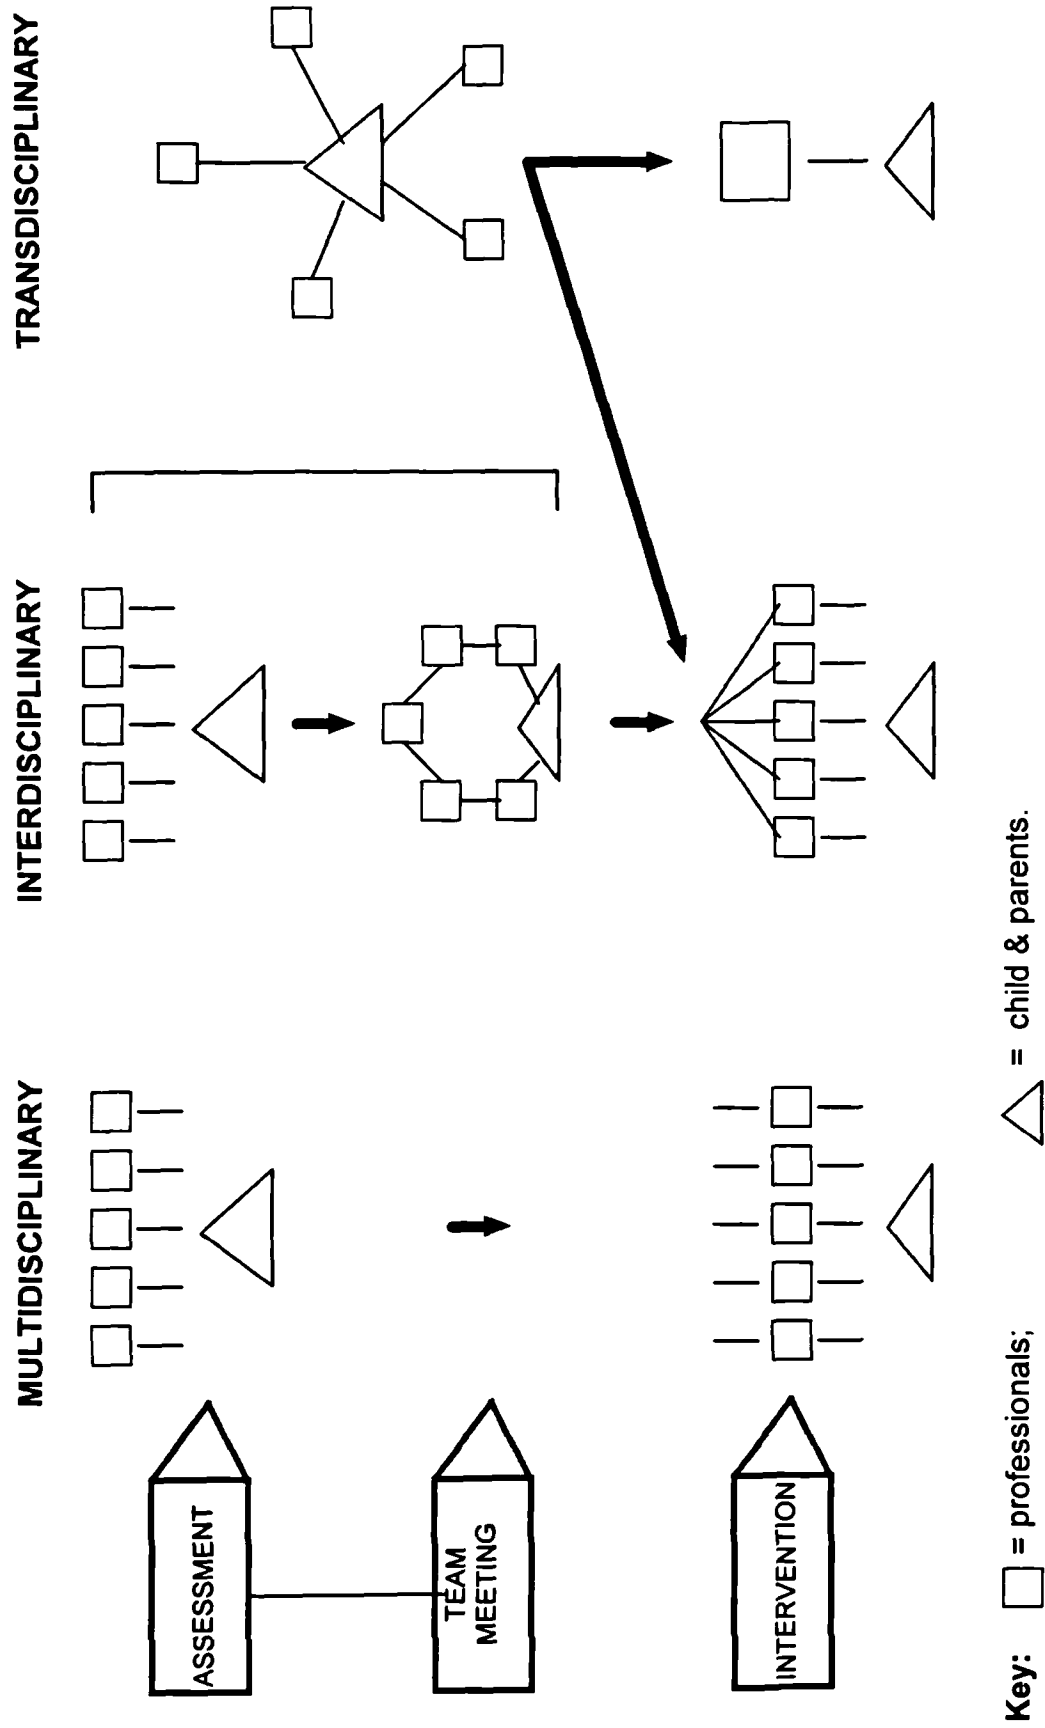 MULTIDISCIPLINARY
INTERDISCIPLINARY
TRANSDISCIPLINARY
ASSESSMENT
TEAM
MEETING
INTERVENTION
Key: = professionals; = child & parents.